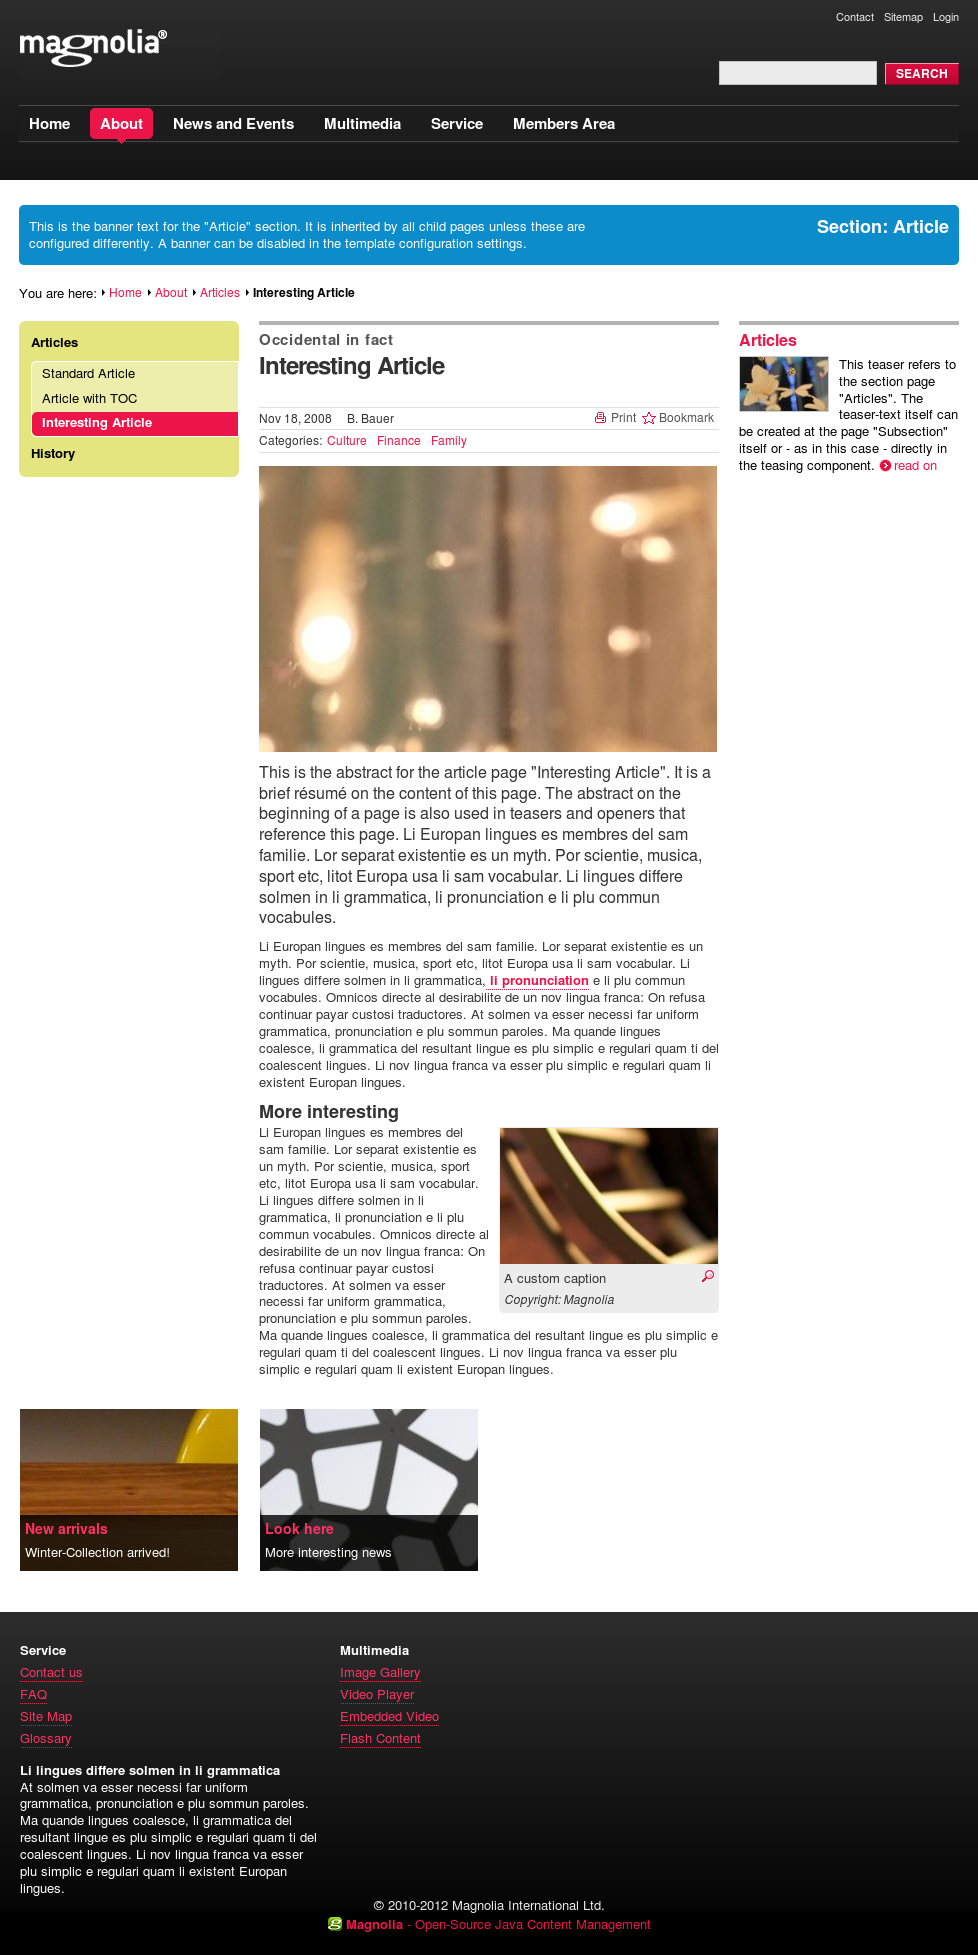 Contact Sitemap Login
magnolia®
SEARCH
Home About News and Events Multimedia Service Members Area
This is the banner text for the "Article" section. It is inherited by all child pages unless these are
configured differently. A banner can be disabled in the template configuration settings.
Section: Article
You are here: Home About Articles Interesting Article
Articles
Standard Article
Article with TOC
Interesting Article
History
Occidental in fact
Interesting Article
Nov 18, 2008 B. Bauer Print Bookmark
Categories: Culture Finance Family
This is the abstract for the article page "Interesting Article". It is a
brief résumé on the content of this page. The abstract on the
beginning of a page is also used in teasers and openers that
reference this page. Li Europan lingues es membres del sam
familie. Lor separat existentie es un myth. Por scientie, musica,
sport etc, litot Europa usa li sam vocabular. Li lingues differe
solmen in li grammatica, li pronunciation e li plu commun
vocabules.
Li Europan lingues es membres del sam familie. Lor separat existentie es un
myth. Por scientie, musica, sport etc, litot Europa usa li sam vocabular. Li
lingues differe solmen in li grammatica, li pronunciation e li plu commun
vocabules. Omnicos directe al desirabilite de un nov lingua franca: On refusa
continuar payar custosi traductores. At solmen va esser necessi far uniform
grammatica, pronunciation e plu sommun paroles. Ma quande lingues
coalesce, li grammatica del resultant lingue es plu simplic e regulari quam ti del
coalescent lingues. Li nov lingua franca va esser plu simplic e regulari quam li
existent Europan lingues.
More interesting
Li Europan lingues es membres del
sam familie. Lor separat existentie es
un myth. Por scientie, musica, sport
etc, litot Europa usa li sam vocabular.
Li lingues differe solmen in li
grammatica, li pronunciation e li plu
commun vocabules. Omnicos directe al
desirabilite de un nov lingua franca: On
refusa continuar payar custosi
traductores. At solmen va esser
necessi far uniform grammatica,
pronunciation e plu sommun paroles.
Ma quande lingues coalesce, li grammatica del resultant lingue es plu simplic e
regulari quam ti del coalescent lingues. Li nov lingua franca va esser plu
simplic e regulari quam li existent Europan lingues.
A custom caption
Copyright: Magnolia
Articles
This teaser refers to
the section page
"Articles". The
teaser-text itself can
be created at the page "Subsection"
itself or - as in this case - directly in
the teasing component. read on
New arrivals
Winter-Collection arrived!
Look here
More interesting news
Service
Contact us
FAQ
Site Map
Glossary
Multimedia
Image Gallery
Video Player
Embedded Video
Flash Content
Li lingues differe solmen in li grammatica
At solmen va esser necessi far uniform
grammatica, pronunciation e plu sommun paroles.
Ma quande lingues coalesce, li grammatica del
resultant lingue es plu simplic e regulari quam ti del
coalescent lingues. Li nov lingua franca va esser
plu simplic e regulari quam li existent Europan
lingues.
© 2010-2012 Magnolia International Ltd.
Magnolia - Open-Source Java Content Management